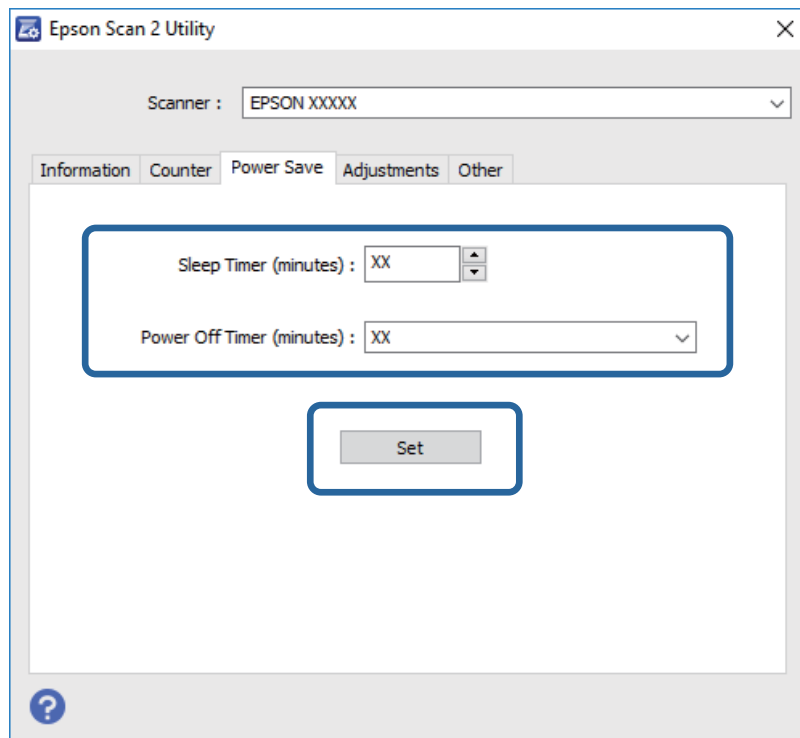 Epson Scan 2 Utility
Scanner : EPSON XXXXX
Information Counter Power Save Adjustments Other
Sleep Timer (minutes) : XX
Power Off Timer (minutes) : XX
Set
?